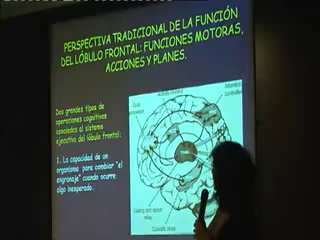 PERSPECTIVA TRADICIONAL DE LA FUNCIÓN
DEL LÓBULO FRONTAL: FUNCIONES MOTORAS,
ACCIONES Y PLANES.
Dos grandes tipos de
operaciones cognitivas
asociadas al sistema
ejecutivo del lóbulo frontal:
1. La capacidad de un
organismo para cambiar "el
engranaje" cuando ocurre
algo inesperado.